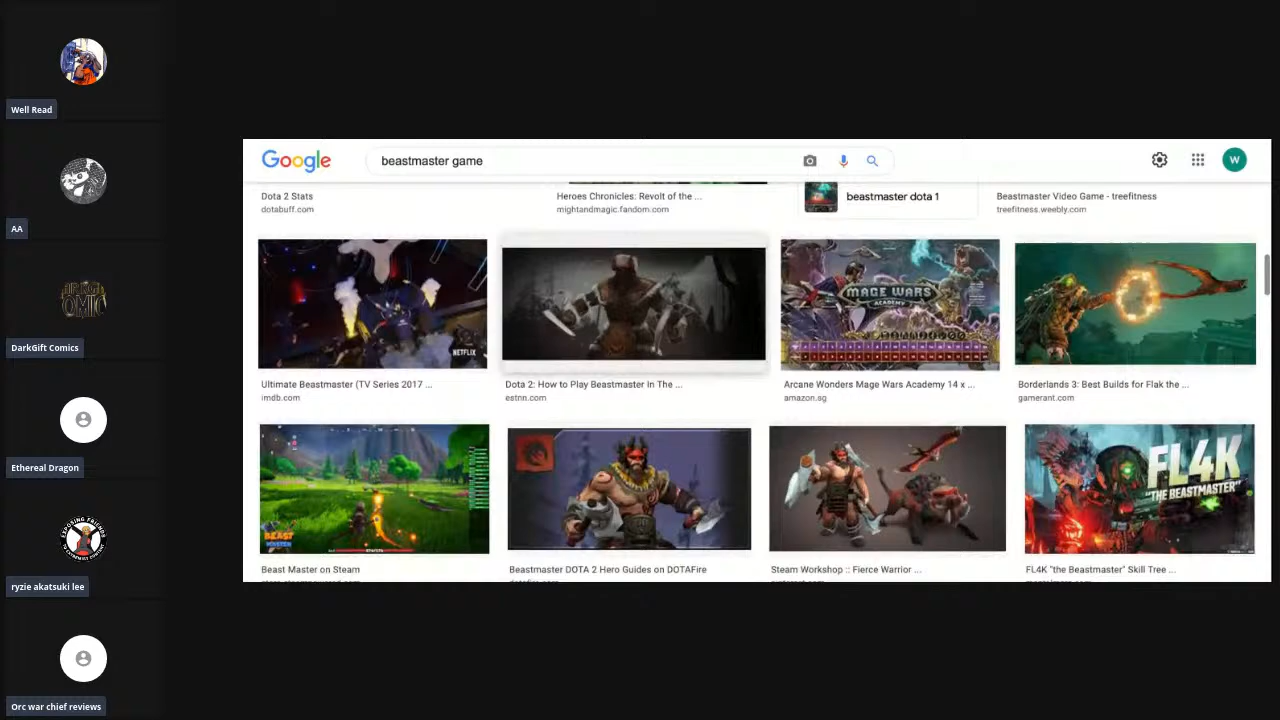 Well Read
AA
DarkGift Comics
Ethereal Dragon
ryzie akatsuki lee
Orc war chief reviews
Google
beastmaster game
W
Dota 2 Stats
dotabuff.com
Heroes Chronicles: Revolt of the ...
mightandmagic.fandom.com
beastmaster dota 1
Beastmaster Video Game - treefitness
treefitness.weebly.com
NETFLIX
MAGE WARS
ACADEMY
Ultimate Beastmaster (TV Series 2017 ...
imdb.com
Dota 2: How to Play Beastmaster In The ...
estnn.com
Arcane Wonders Mage Wars Academy 14 x ...
amazon.sg
Borderlands 3: Best Builds for Flak the ...
gamerant.com
BEAST
MASTER
FL4K
"THE BEASTMASTER"
Beast Master on Steam
Beastmaster DOTA 2 Hero Guides on DOTAFire
Steam Workshop :: Fierce Warrior ...
FL4K "the Beastmaster" Skill Tree ...